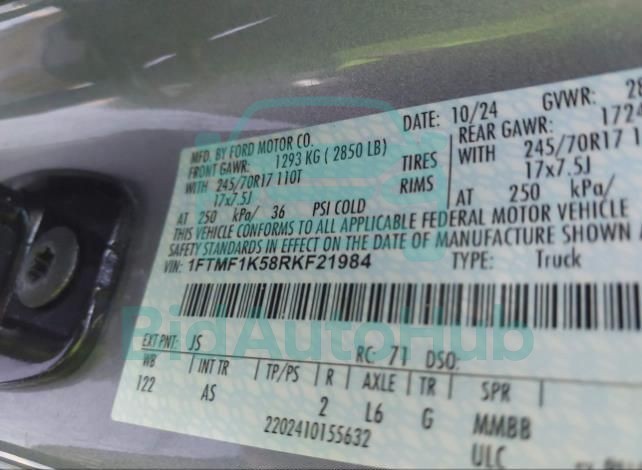 DATE: 10/24 GVWR: 28
MFD. BY FORD MOTOR CO.
FRONT GAWR: 1293 KG ( 2850 LB) REAR GAWR: 1724
WITH 245/70R17 110T TIRES WITH 245/70R17 110
17x7.5J RIMS 17x7.5J
AT 250 kPa/ 36 PSI COLD AT 250 kPa/
THIS VEHICLE CONFORMS TO ALL APPLICABLE FEDERAL MOTOR VEHICLE
SAFETY STANDARDS IN EFFECT ON THE DATE OF MANUFACTURE SHOWN
VIN: 1FTMF1K58RKF21984 TYPE: Truck
BidAutoHub
EXT PNT: JS RC: 71 DSO:
WB INT TR TP/PS R AXLE TR SPR
122 AS 2 L6 G MMBB
2202410155632 ULC